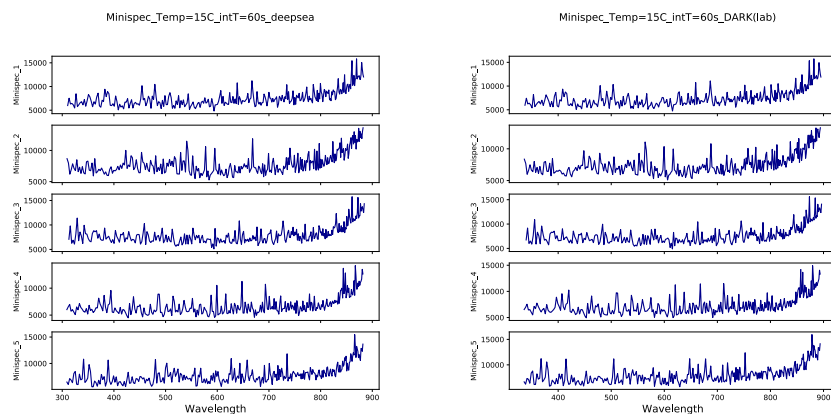 Minispec_Temp=15C_intT=60s_deepsea
Minispec_Temp=15C_intT=60s_DARK(lab)
15000
10000
5000
Minispec_1
10000
5000
Minispec_2
15000
10000
5000
Minispec_3
10000
5000
Minispec_4
15000
10000
Minispec_5
300 400 500 600 700 800 900
Wavelength
15000
10000
5000
Minispec_1
10000
5000
Minispec_2
15000
10000
5000
Minispec_3
15000
10000
5000
Minispec_4
15000
10000
Minispec_5
400 500 600 700 800 900
Wavelength